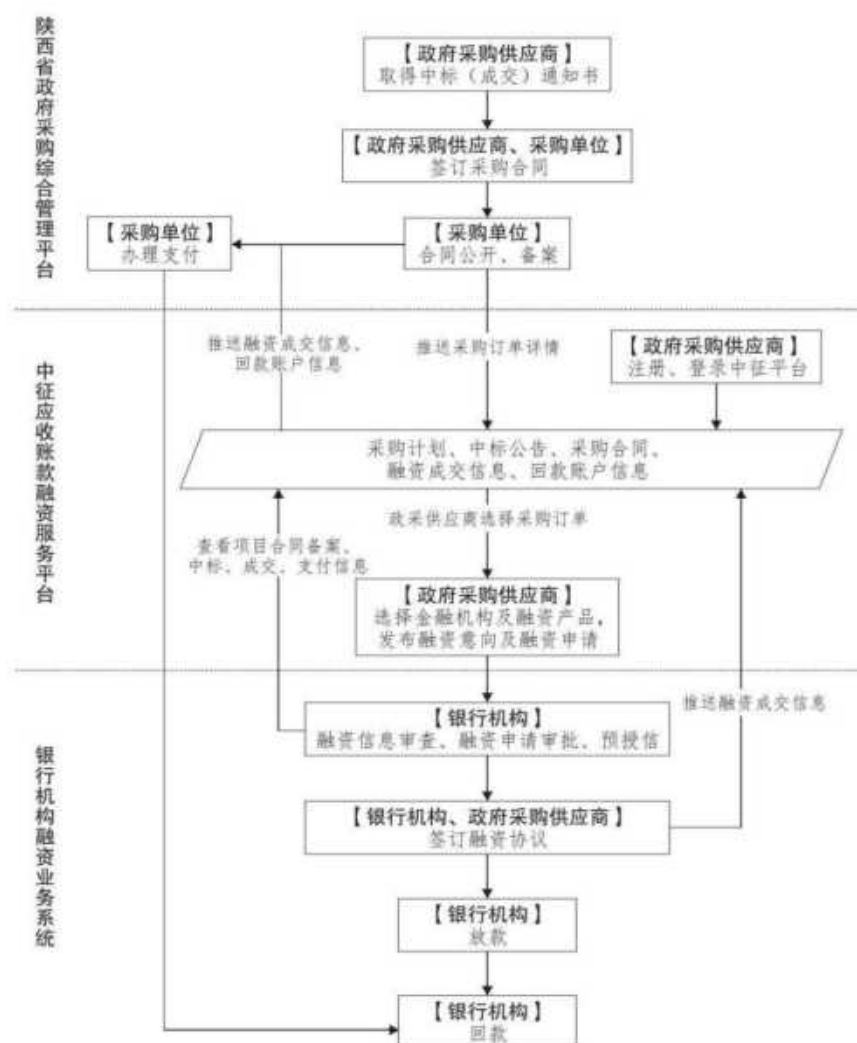 陕西省政府采购综合管理平台
【政府采购供应商】
取得中标（成交）通知书
【政府采购供应商、采购单位】
签订采购合同
【采购单位】
办理支付
【采购单位】
合同公开、备案
中征应收账款融资服务平台
推送融资成交信息、
回款账户信息
推送采购订单详情
【政府采购供应商】
注册、登录中征平台
采购计划、中标公告、采购合同、
融资成交信息、回款账户信息
政采供应商选择采购订单
查看项目合同备案、
中标、成交、支付信息
【政府采购供应商】
选择金融机构及融资产品，
发布融资意向及融资申请
银行机构融资业务系统
推送融资成交信息
【银行机构】
融资信息审查、融资申请审批、预授信
【银行机构、政府采购供应商】
签订融资协议
【银行机构】
放款
【银行机构】
回款